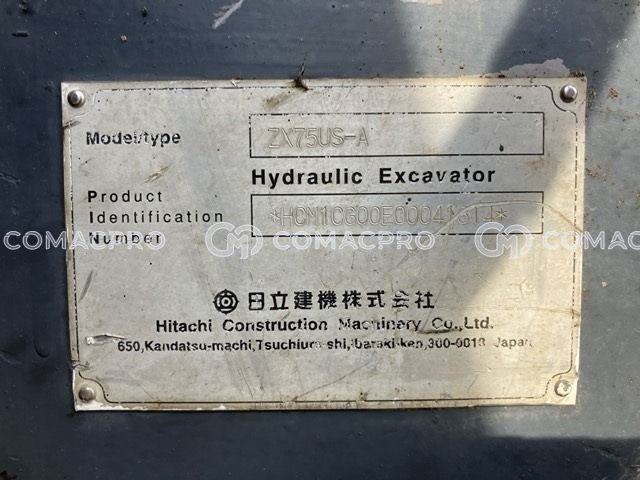 Model/type ZX75US-A
Hydraulic Excavator
Product
Identification
Number
COMACPRO COMACPRO COMACPRO
日立建機株式会社
Hitachi Construction Machinery Co.,Ltd.
650,Kandatsu-machi,Tsuchiura-shi,Ibaraki-ken,300-0013 Japan